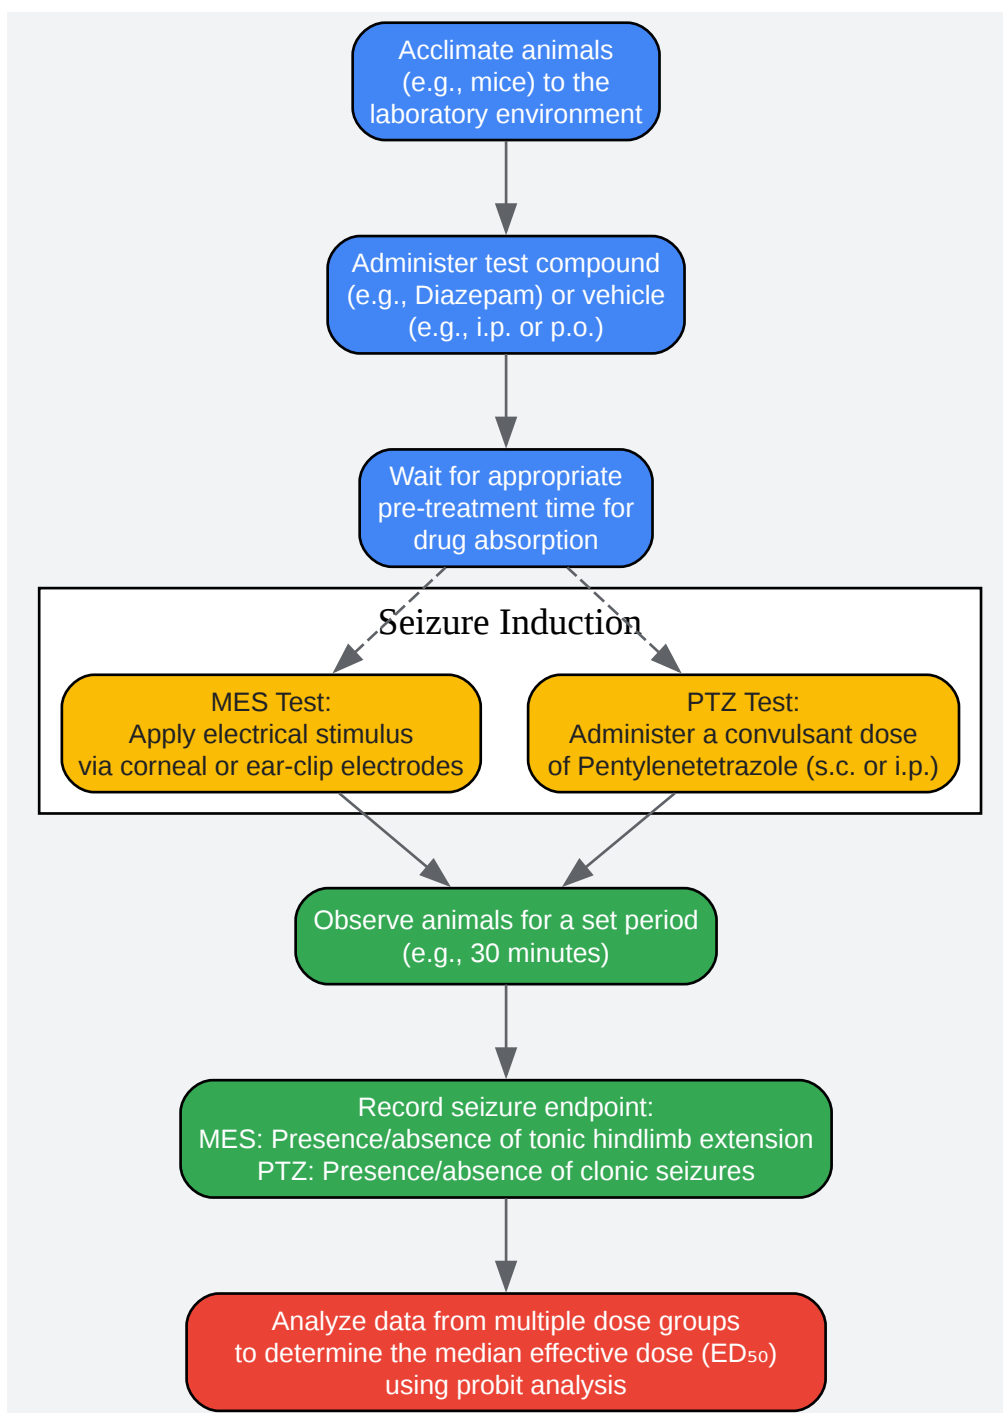 Acclimate animals
(e.g., mice) to the
laboratory environment
Administer test compound
(e.g., Diazepam) or vehicle
(e.g., i.p. or p.o.)
Wait for appropriate
pre-treatment time for
drug absorption
Seizure Induction
MES Test:
Apply electrical stimulus
via corneal or ear-clip electrodes
PTZ Test:
Administer a convulsant dose
of Pentylenetetrazole (s.c. or i.p.)
Observe animals for a set period
(e.g., 30 minutes)
Record seizure endpoint:
MES: Presence/absence of tonic hindlimb extension
PTZ: Presence/absence of clonic seizures
Analyze data from multiple dose groups
to determine the median effective dose (ED₅₀)
using probit analysis